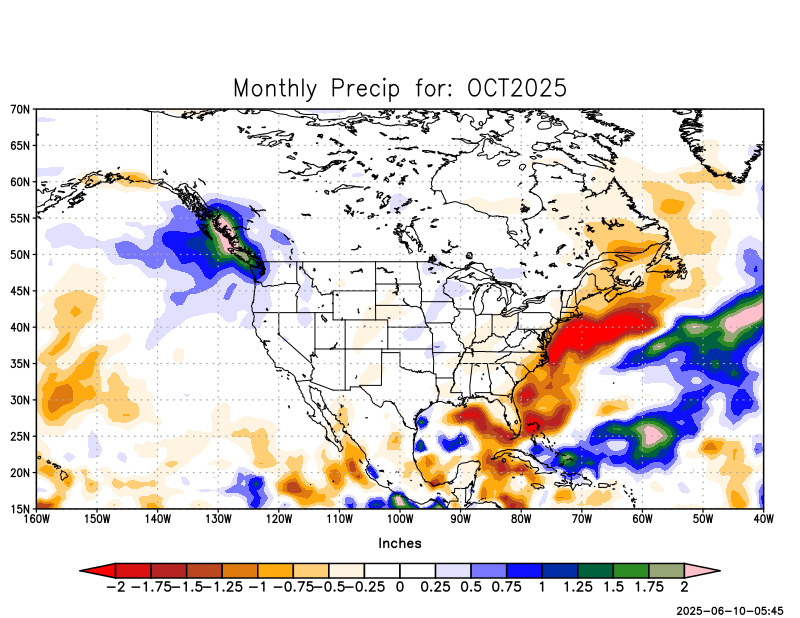 Monthly Precip for: OCT2025
70N
65N
60N
55N
50N
45N
40N
35N
30N
25N
20N
15N
160W 150W 140W 130W 120W 110W 100W 90W 80W 70W 60W 50W 40W
Inches
−2 −1.75 −1.5 −1.25 −1 −0.75 −0.5 −0.25 0 0.25 0.5 0.75 1 1.25 1.5 1.75 2
2025−06−10−05:45